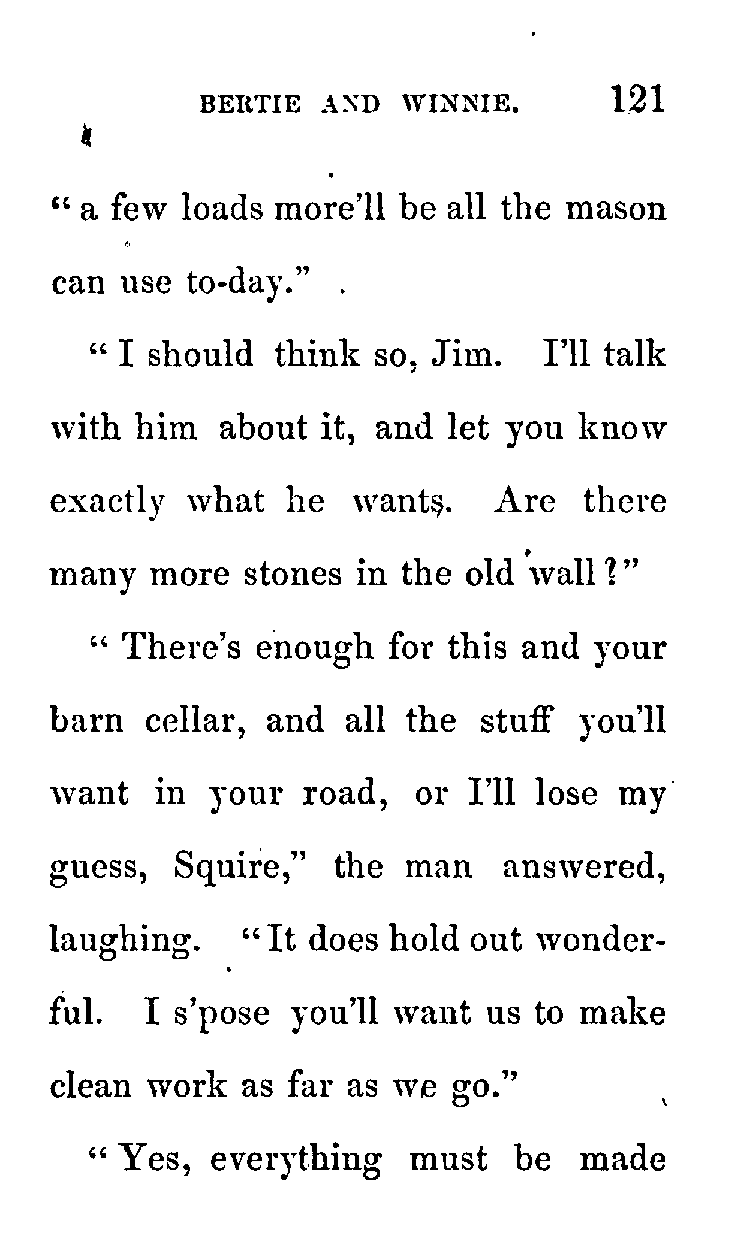 BERTIE AND WINNIE. 121
“ a few loads more’ll be all the mason
can use to-day.”
“ I should think so, Jim. I’ll talk
with him about it, and let you know
exactly what he wants. Are there
many more stones in the old wall?”
“ There’s enough for this and your
barn cellar, and all the stuff you’ll
want in your road, or I’ll lose my
guess, Squire,” the man answered,
laughing. “It does hold out wonder-
ful. I s’pose you’ll want us to make
clean work as far as we go.”
“ Yes, everything must be made